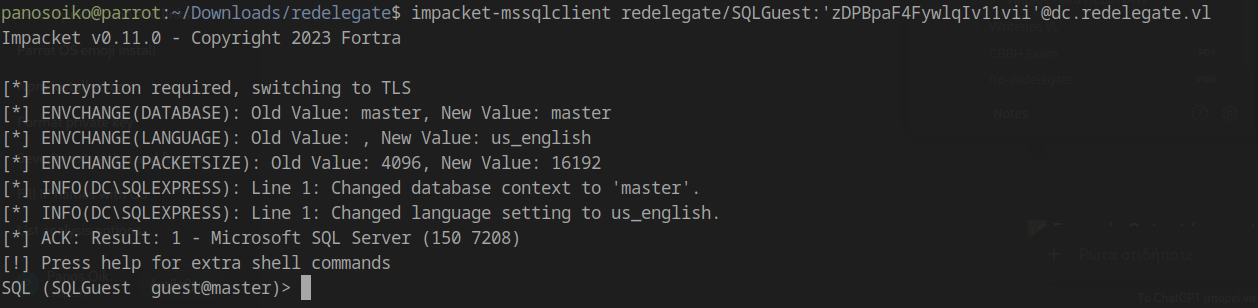 panosoiko@parrot:~/Downloads/redelegate$ impacket-mssqlclient redelegate/SQLGuest:'zDPBpaF4FywlqIv11vii'@dc.redelegate.vl
Impacket v0.11.0 - Copyright 2023 Fortra
[*] Encryption required, switching to TLS
[*] ENVCHANGE(DATABASE): Old Value: master, New Value: master
[*] ENVCHANGE(LANGUAGE): Old Value: , New Value: us_english
[*] ENVCHANGE(PACKETSIZE): Old Value: 4096, New Value: 16192
[*] INFO(DC\SQLEXPRESS): Line 1: Changed database context to 'master'.
[*] INFO(DC\SQLEXPRESS): Line 1: Changed language setting to us_english.
[*] ACK: Result: 1 - Microsoft SQL Server (150 7208)
[!] Press help for extra shell commands
SQL (SQLGuest  guest@master)>
Notes